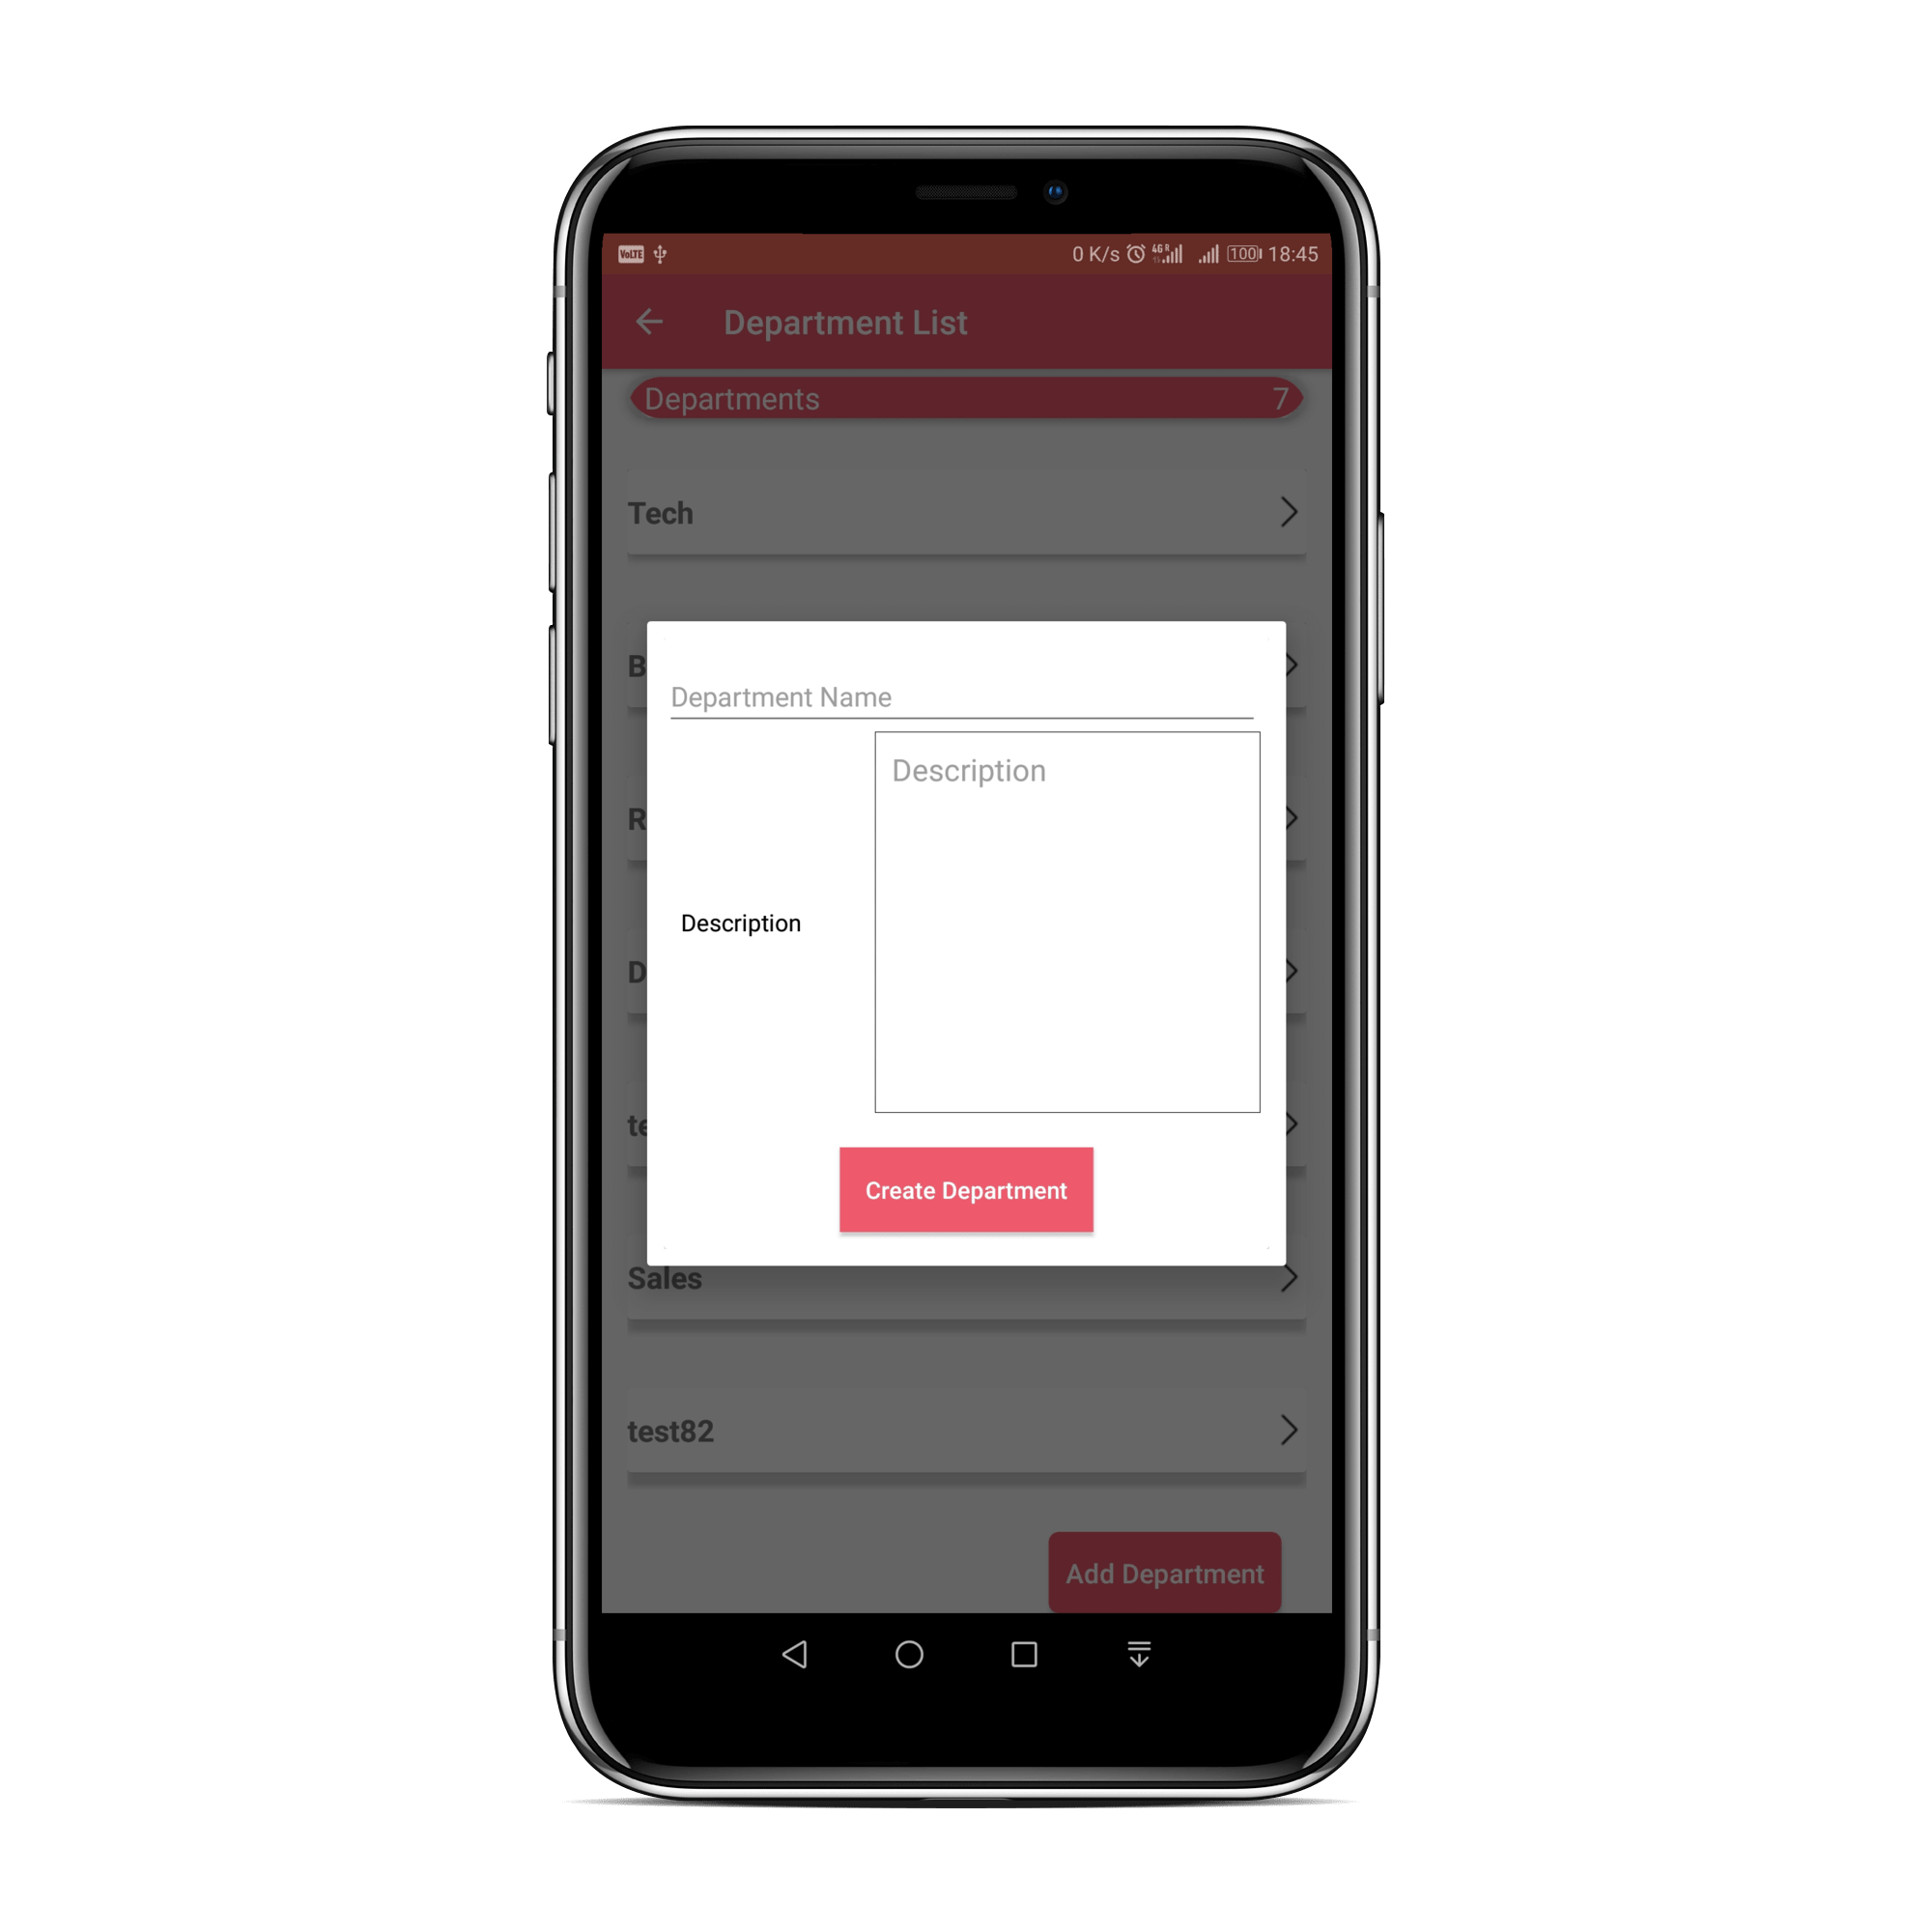 VoLTE 0 K/s 4G R 100 18:45
Department List
Departments 7
Tech
B
Department Name
Description
R
Description
D
te
Create Department
Sales
test82
Add Department